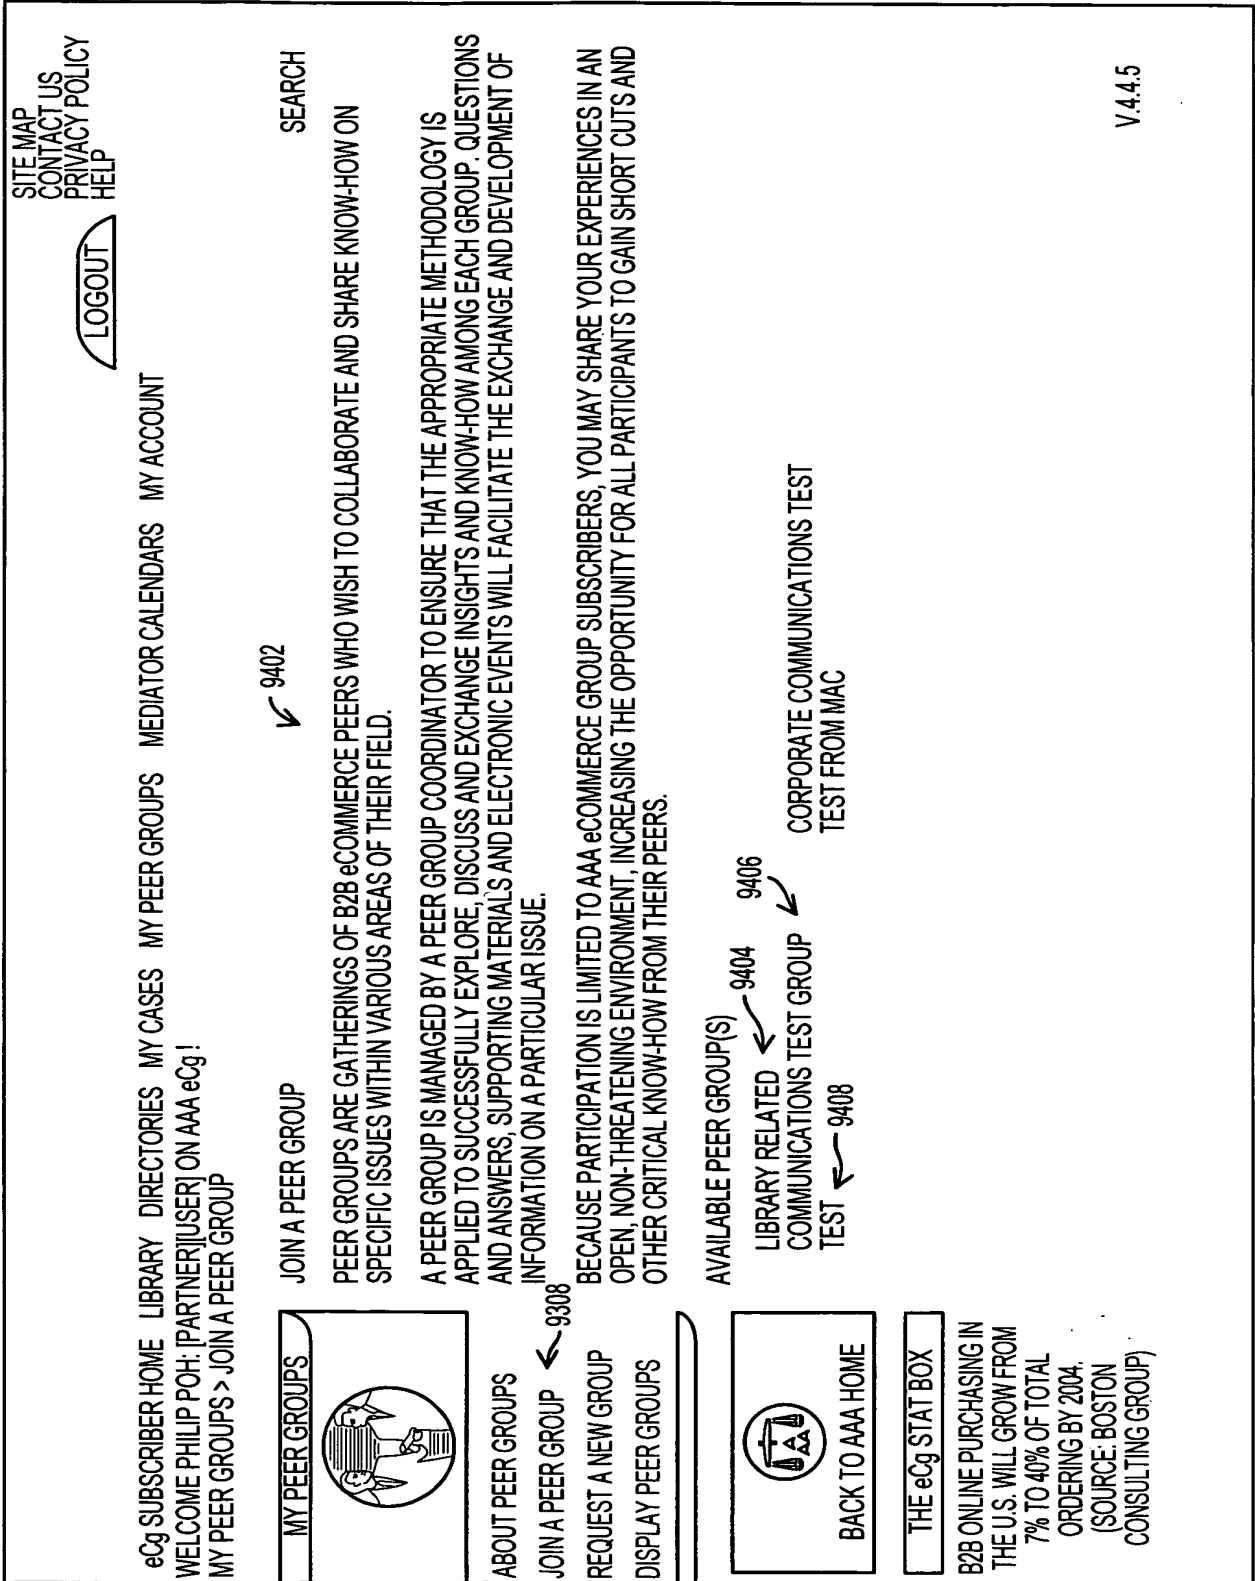 SITE MAP
CONTACT US
PRIVACY POLICY
HELP
LOGOUT
eCg SUBSCRIBER HOME LIBRARY DIRECTORIES MY CASES MY PEER GROUPS MEDIATOR CALENDARS MY ACCOUNT
WELCOME PHILIP POH: [PARTNER][USER] ON AAA eCg !
MY PEER GROUPS > JOIN A PEER GROUP
MY PEER GROUPS
ABOUT PEER GROUPS
JOIN A PEER GROUP 9308
REQUEST A NEW GROUP
DISPLAY PEER GROUPS
AAA
BACK TO AAA HOME
THE eCg STAT BOX
B2B ONLINE PURCHASING IN
THE U.S. WILL GROW FROM
7% TO 40% OF TOTAL
ORDERING BY 2004.
(SOURCE: BOSTON
CONSULTING GROUP)
JOIN A PEER GROUP 9402 SEARCH
PEER GROUPS ARE GATHERINGS OF B2B eCOMMERCE PEERS WHO WISH TO COLLABORATE AND SHARE KNOW-HOW ON
SPECIFIC ISSUES WITHIN VARIOUS AREAS OF THEIR FIELD.
A PEER GROUP IS MANAGED BY A PEER GROUP COORDINATOR TO ENSURE THAT THE APPROPRIATE METHODOLOGY IS
APPLIED TO SUCCESSFULLY EXPLORE, DISCUSS AND EXCHANGE INSIGHTS AND KNOW-HOW AMONG EACH GROUP. QUESTIONS
AND ANSWERS, SUPPORTING MATERIALS AND ELECTRONIC EVENTS WILL FACILITATE THE EXCHANGE AND DEVELOPMENT OF
INFORMATION ON A PARTICULAR ISSUE.
BECAUSE PARTICIPATION IS LIMITED TO AAA eCOMMERCE GROUP SUBSCRIBERS, YOU MAY SHARE YOUR EXPERIENCES IN AN
OPEN, NON-THREATENING ENVIRONMENT, INCREASING THE OPPORTUNITY FOR ALL PARTICIPANTS TO GAIN SHORT CUTS AND
OTHER CRITICAL KNOW-HOW FROM THEIR PEERS.
AVAILABLE PEER GROUP(S)
LIBRARY RELATED 9404
COMMUNICATIONS TEST GROUP 9406 CORPORATE COMMUNICATIONS TEST
TEST 9408 TEST FROM MAC
V.4.4.5